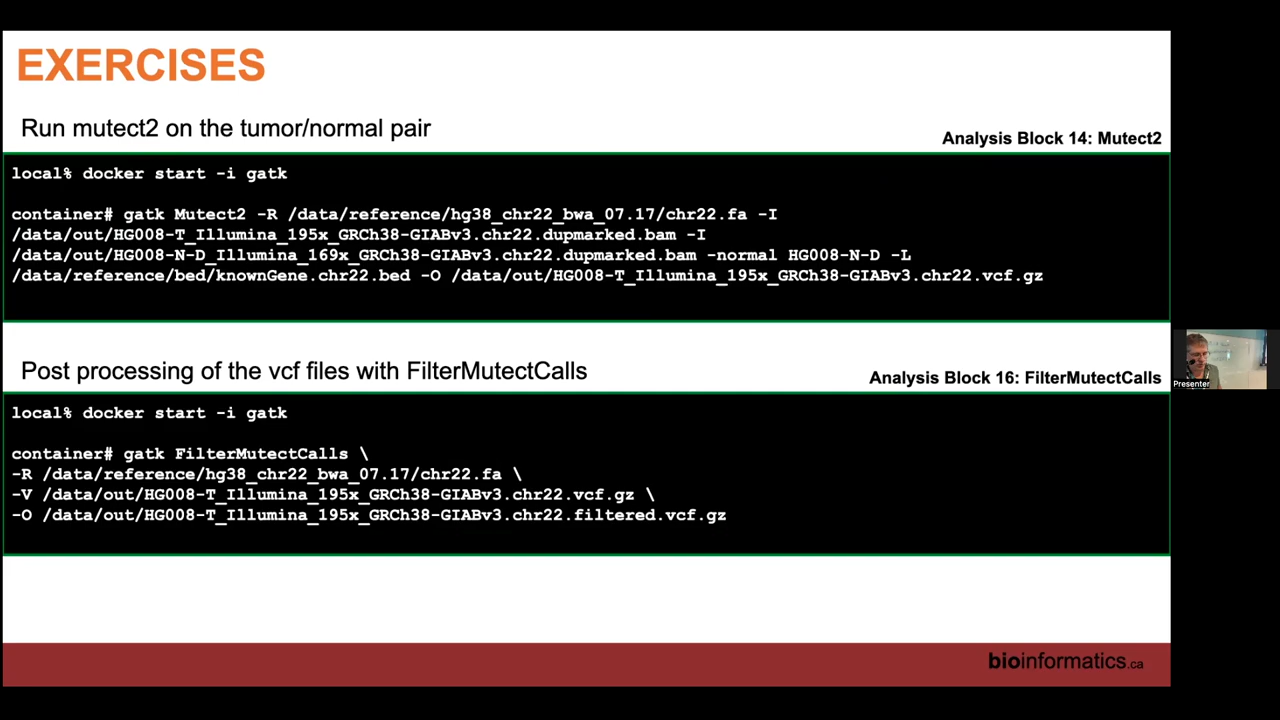 EXERCISES
Run mutect2 on the tumor/normal pair
Analysis Block 14: Mutect2
local% docker start -i gatk
container# gatk Mutect2 -R /data/reference/hg38_chr22_bwa_07.17/chr22.fa -I
/data/out/HG008-T_Illumina_195x_GRCh38-GIABv3.chr22.dupmarked.bam -I
/data/out/HG008-N-D_Illumina_169x_GRCh38-GIABv3.chr22.dupmarked.bam -normal HG008-N-D -L
/data/reference/bed/knownGene.chr22.bed -O /data/out/HG008-T_Illumina_195x_GRCh38-GIABv3.chr22.vcf.gz
Post processing of the vcf files with FilterMutectCalls
Analysis Block 16: FilterMutectCalls
local% docker start -i gatk
container# gatk FilterMutectCalls \
-R /data/reference/hg38_chr22_bwa_07.17/chr22.fa \
-V /data/out/HG008-T_Illumina_195x_GRCh38-GIABv3.chr22.vcf.gz \
-O /data/out/HG008-T_Illumina_195x_GRCh38-GIABv3.chr22.filtered.vcf.gz
Presenter
bioinformatics.ca